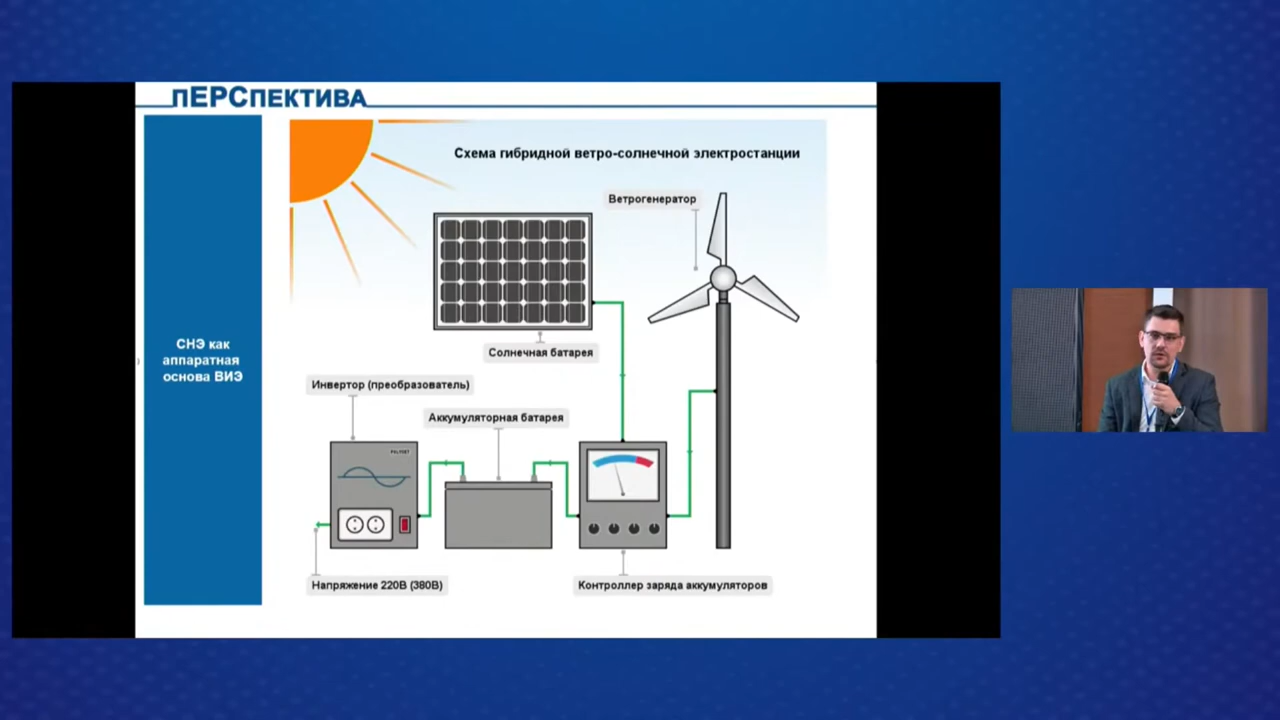 пЕРСпЕКТИВА
СНЭ как
аппаратная
основа ВИЭ
Схема гибридной ветро-солнечной электростанции
Ветрогенератор
Солнечная батарея
Инвертор (преобразователь)
Аккумуляторная батарея
Напряжение 220В (380В)
Контроллер заряда аккумуляторов